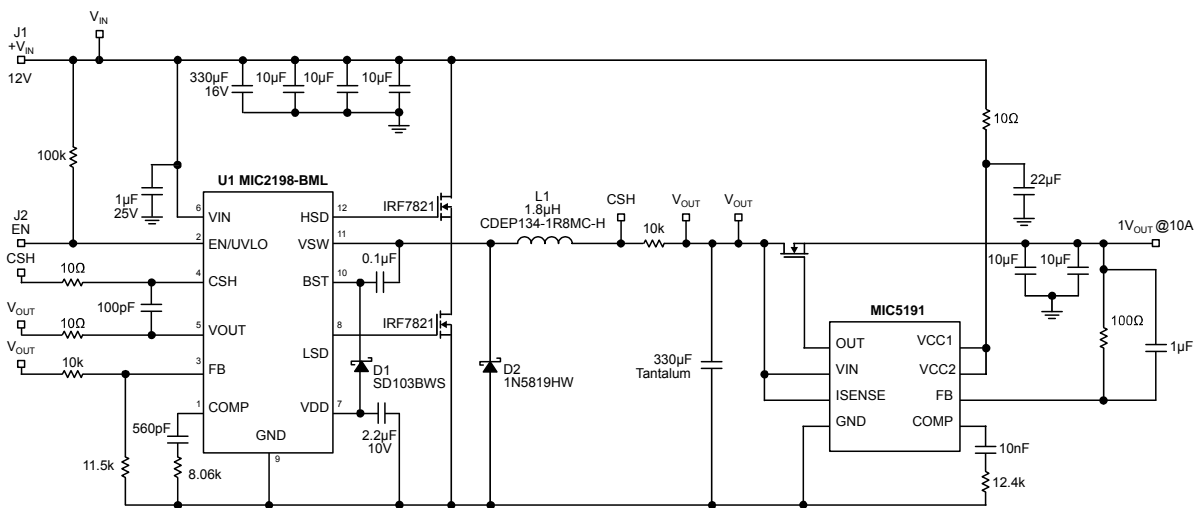 J1
+VIN
12V
VIN
330µF
16V
10µF
10µF
10µF
10Ω
100k
1µF
25V
U1 MIC2198-BML
6
VIN
HSD
12
IRF7821
J2
EN
2
EN/UVLO
VSW
11
CSH
10Ω
4
CSH
BST
10
0.1µF
100pF
VOUT
10Ω
5
VOUT
8
IRF7821
LSD
VOUT
10k
3
FB
D1
SD103BWS
1
COMP
VDD
7
560pF
GND
2.2µF
10V
11.5k
8.06k
9
L1
1.8µH
CDEP134-1R8MC-H
CSH
10k
VOUT
VOUT
D2
1N5819HW
330µF
Tantalum
22µF
1VOUT @10A
10µF
10µF
MIC5191
OUT
VCC1
VIN
VCC2
ISENSE
FB
GND
COMP
100Ω
1µF
10nF
12.4k